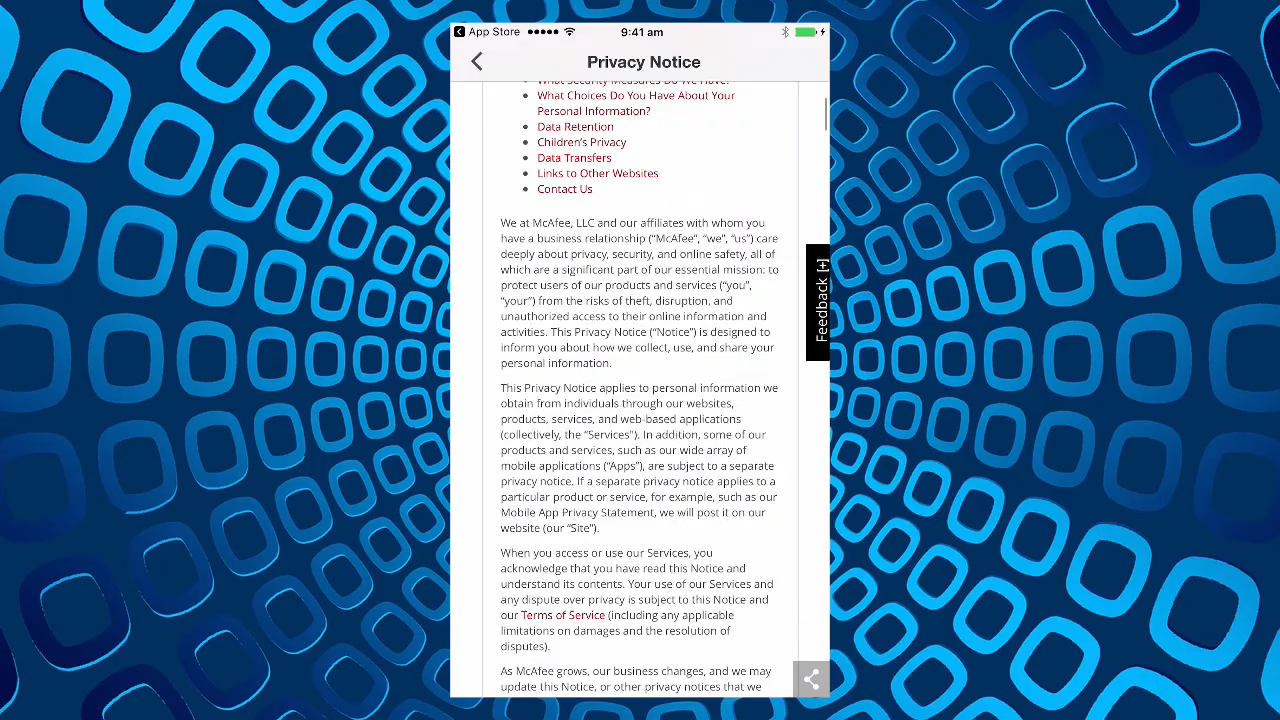 App Store
9:41 am
Privacy Notice
What Security Measures Do We Have?
What Choices Do You Have About Your
Personal Information?
Data Retention
Children's Privacy
Data Transfers
Links to Other Websites
Contact Us
We at McAfee, LLC and our affiliates with whom you
have a business relationship (“McAfee”, “we”, “us”) care
deeply about privacy, security, and online safety, all of
which are a significant part of our essential mission: to
protect users of our products and services (“you”,
“your”) from the risks of theft, disruption, and
unauthorized access to their online information and
activities. This Privacy Notice (“Notice”) is designed to
inform you about how we collect, use, and share your
personal information.
This Privacy Notice applies to personal information we
obtain from individuals through our websites,
products, services, and web-based applications
(collectively, the “Services”). In addition, some of our
products and services, such as our wide array of
mobile applications (“Apps”), are subject to a separate
privacy notice. If a separate privacy notice applies to a
particular product or service, for example, such as our
Mobile App Privacy Statement, we will post it on our
website (our “Site”).
When you access or use our Services, you
acknowledge that you have read this Notice and
understand its contents. Your use of our Services and
any dispute over privacy is subject to this Notice and
our Terms of Service (including any applicable
limitations on damages and the resolution of
disputes).
As McAfee grows, our business changes, and we may
update this Notice, or other privacy notices that we
Feedback [+]